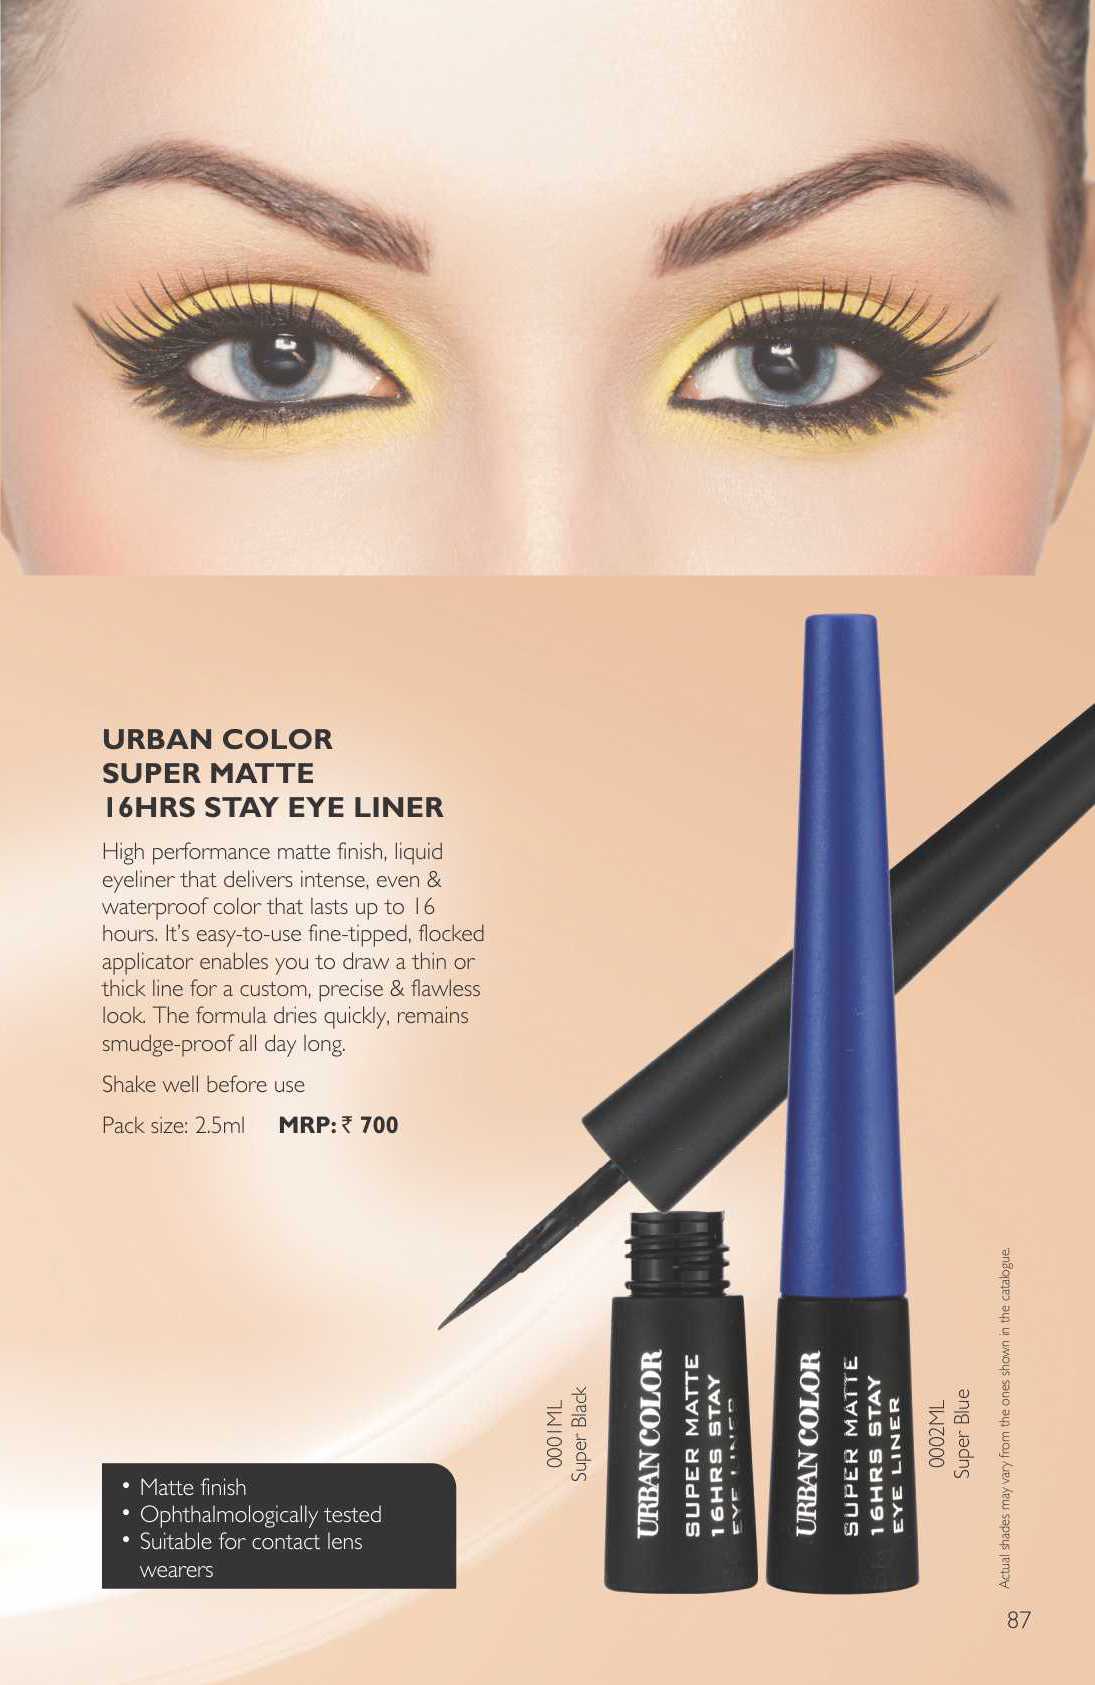 URBAN COLOR
SUPER MATTE
16HRS STAY EYE LINER
High performance matte finish, liquid
eyeliner that delivers intense, even &
waterproof color that lasts up to 16
hours. It's easy-to-use fine-tipped, flocked
applicator enables you to draw a thin or
thick line for a custom, precise & flawless
look. The formula dries quickly, remains
smudge-proof all day long.
Shake well before use
Pack size: 2.5ml MRP: ₹ 700
• Matte finish
• Ophthalmologically tested
• Suitable for contact lens
wearers
0001ML
Super Black
URBAN COLOR
SUPER MATTE
16HRS STAY
EYE LINER
URBAN COLOR
SUPER MATTE
16HRS STAY
EYE LINER
0002ML
Super Blue
Actual shades may vary from the ones shown in the catalogue.
87